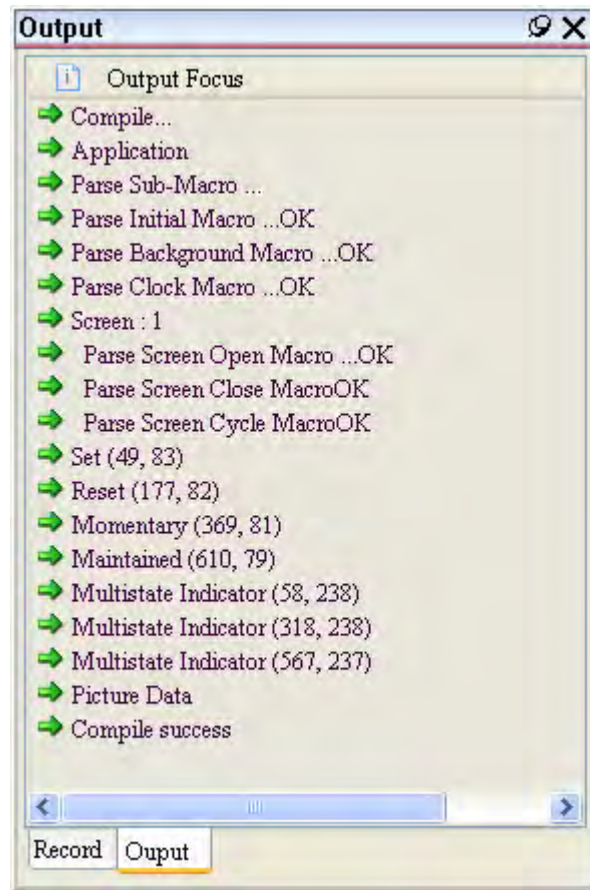 Output
Output Focus
Compile...
Application
Parse Sub-Macro ...
Parse Initial Macro ...OK
Parse Background Macro ...OK
Parse Clock Macro ...OK
Screen : 1
Parse Screen Open Macro ...OK
Parse Screen Close MacroOK
Parse Screen Cycle MacroOK
Set (49, 83)
Reset (177, 82)
Momentary (369, 81)
Maintained (610, 79)
Multistate Indicator (58, 238)
Multistate Indicator (318, 238)
Multistate Indicator (567, 237)
Picture Data
Compile success
Record Ouput